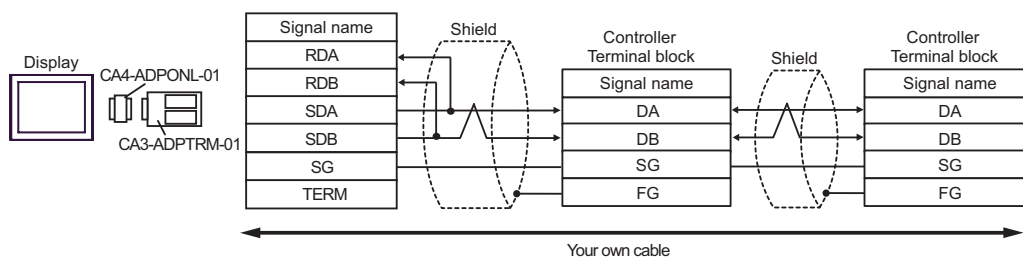 Display
CA4-ADPONL-01
CA3-ADPTRM-01
Signal name
RDA
RDB
SDA
SDB
SG
TERM
Shield
Controller
Terminal block
Signal name
DA
DB
SG
FG
Shield
Controller
Terminal block
Signal name
DA
DB
SG
FG
Your own cable